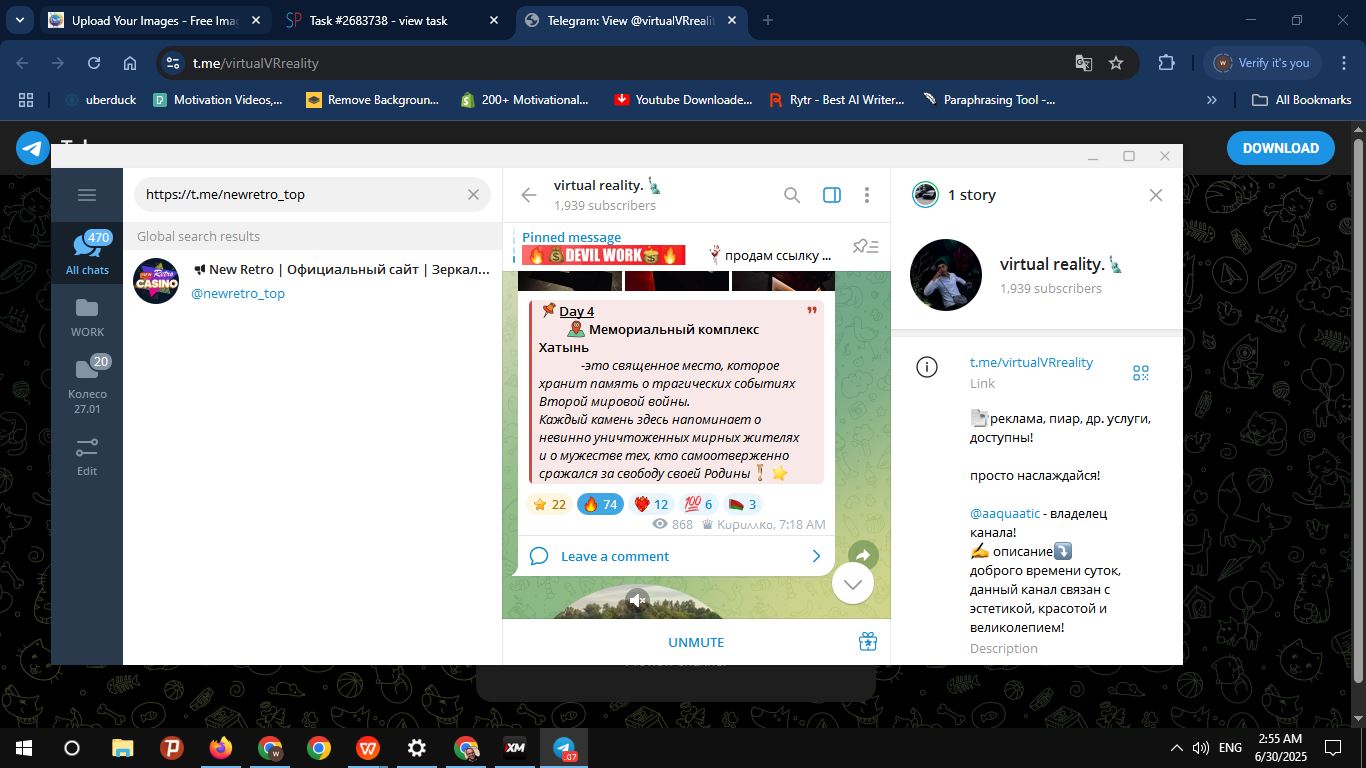 Upload Your Images - Free Imag
Task #2683738 - view task
Telegram: View @virtualVRrealit
t.me/virtualVRreality
Verify it's you
uberduck
Motivation Videos,...
Remove Backgroun...
200+ Motivational...
Youtube Downloade...
Rytr - Best AI Writer...
Paraphrasing Tool -...
All Bookmarks
DOWNLOAD
470
All chats
WORK
20
Колесо
27.01
Edit
https://t.me/newretro_top
Global search results
New Retro | Официальный сайт | Зеркал...
@newretro_top
new Retro
CASINO
virtual reality.
1,939 subscribers
Pinned message
DEVIL WORK
продам ссылку ...
Day 4
Мемориальный комплекс
Хатынь
-это священное место, которое
хранит память о трагических событиях
Второй мировой войны.
Каждый камень здесь напоминает о
невинно уничтоженных мирных жителях
и о мужестве тех, кто самоотверженно
сражался за свободу своей Родины
22
74
12
100 6
3
868
Кириллка, 7:18 AM
Leave a comment
UNMUTE
1 story
virtual reality.
1,939 subscribers
t.me/virtualVRreality
Link
реклама, пиар, др. услуги,
доступны!
просто наслаждайся!
@aaquaatic - владелец
канала!
описание
доброго времени суток,
данный канал связан с
эстетикой, красотой и
великолепием!
Description
ENG
2:55 AM
6/30/2025